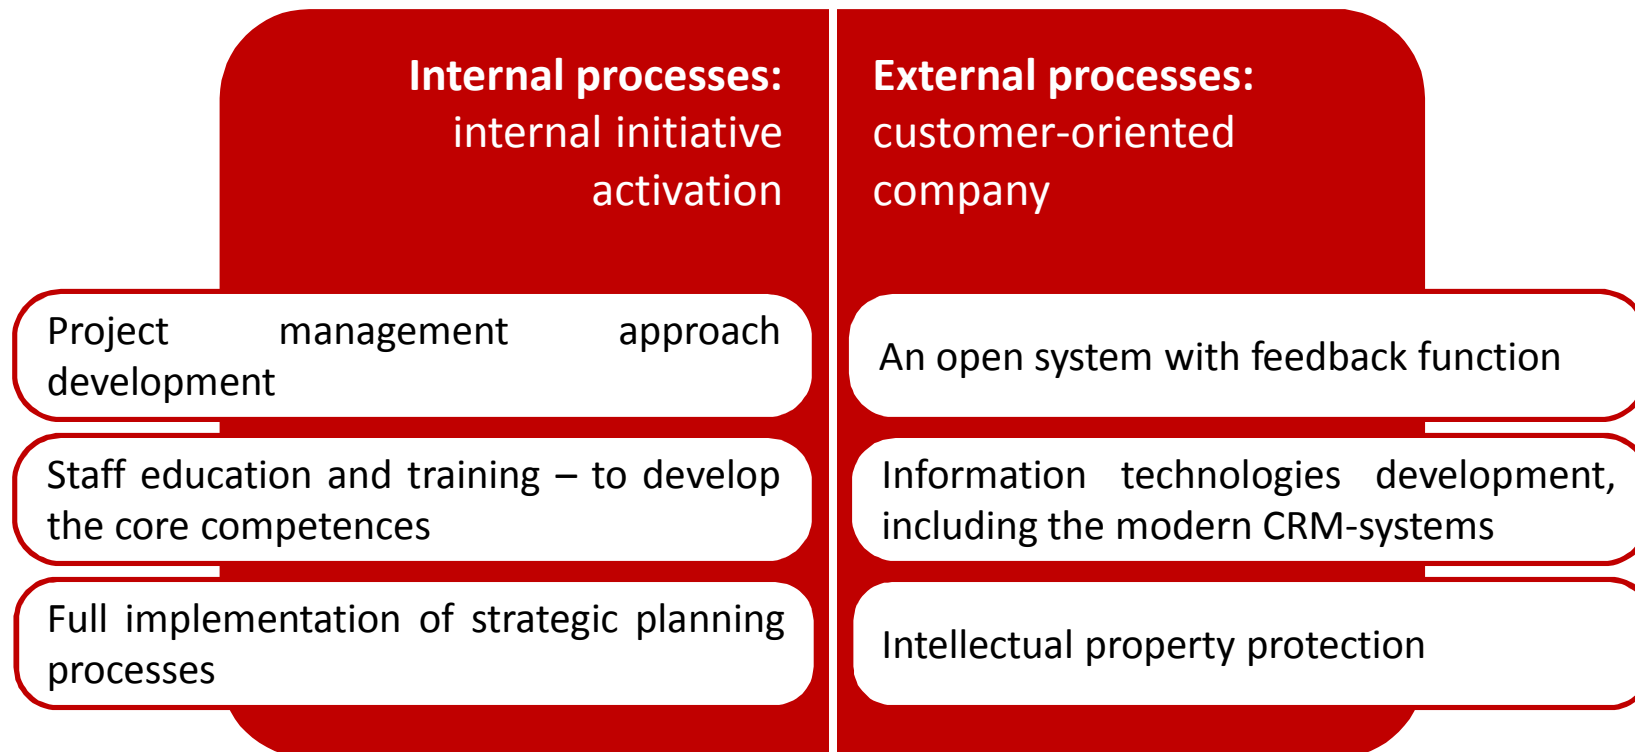 Internal processes:
internal initiative
activation
Project management approach
development
Staff education and training – to develop
the core competences
Full implementation of strategic planning
processes
External processes:
customer-oriented
company
An open system with feedback function
Information technologies development,
including the modern CRM-systems
Intellectual property protection